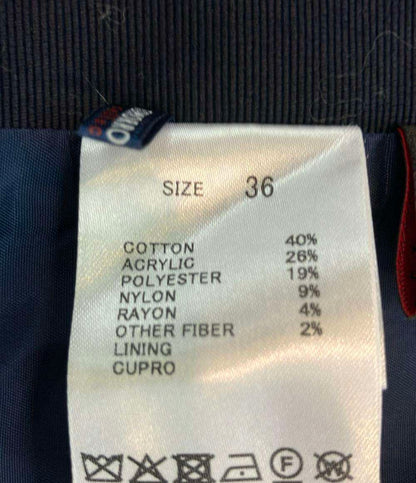 SIZE 36
COTTON 40%
ACRYLIC 26%
POLYESTER 19%
NYLON 9%
RAYON 4%
OTHER FIBER 2%
LINING
CUPRO
F
W